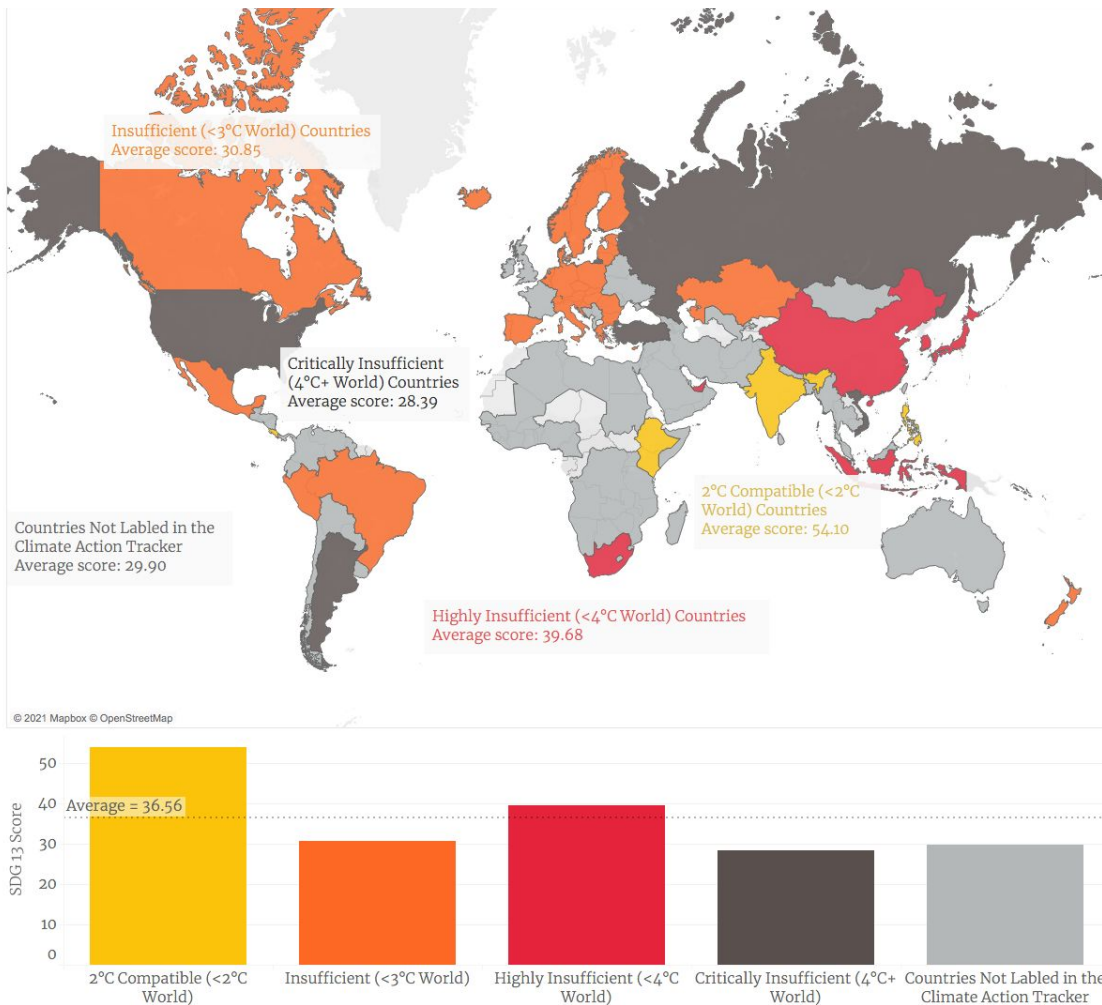 Insufficient (<3°C World) Countries
Average score: 30.85
Critically Insufficient
(4°C+ World) Countries
Average score: 28.39
2°C Compatible (<2°C
World) Countries
Average score: 54.10
Countries Not Labled in the
Climate Action Tracker
Average score: 29.90
Highly Insufficient (<4°C World) Countries
Average score: 39.68
© 2021 Mapbox © OpenStreetMap
SDG 13 Score
50
40
30
20
10
0
Average = 36.56
2°C Compatible (<2°C
World)
Insufficient (<3°C World)
Highly Insufficient (<4°C
World)
Critically Insufficient (4°C+
World)
Countries Not Labled in the
Climate Action Tracker